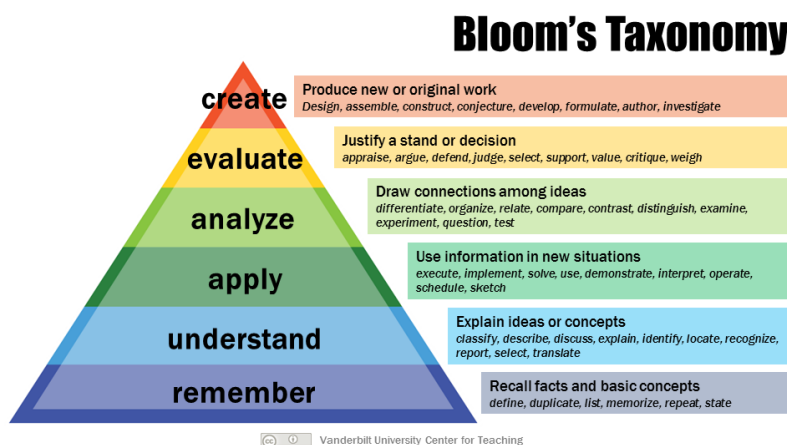 Bloom's Taxonomy
create
Produce new or original work
Design, assemble, construct, conjecture, develop, formulate, author, investigate
evaluate
Justify a stand or decision
appraise, argue, defend, judge, select, support, value, critique, weigh
analyze
Draw connections among ideas
differentiate, organize, relate, compare, contrast, distinguish, examine,
experiment, question, test
apply
Use information in new situations
execute, implement, solve, use, demonstrate, interpret, operate,
schedule, sketch
understand
Explain ideas or concepts
classify, describe, discuss, explain, identify, locate, recognize,
report, select, translate
remember
Recall facts and basic concepts
define, duplicate, list, memorize, repeat, state
cc Vanderbilt University Center for Teaching